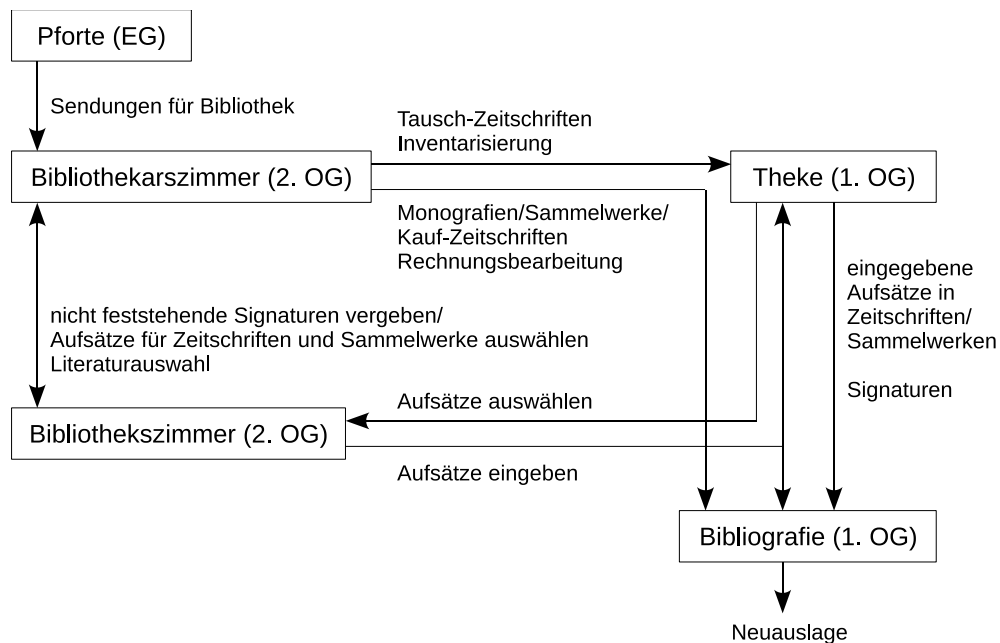 Pforte (EG)
Sendungen für Bibliothek
Tausch-Zeitschriften
Inventarisierung
Bibliothekarszimmer (2. OG)
Theke (1. OG)
Monografien/Sammelwerke/
Kauf-Zeitschriften
Rechnungsbearbeitung
eingegebene
Aufsätze in
Zeitschriften/
Sammelwerken
Signaturen
nicht feststehende Signaturen vergeben/
Aufsätze für Zeitschriften und Sammelwerke auswählen
Literaturauswahl
Aufsätze auswählen
Bibliothekszimmer (2. OG)
Aufsätze eingeben
Bibliografie (1. OG)
Neuauslage